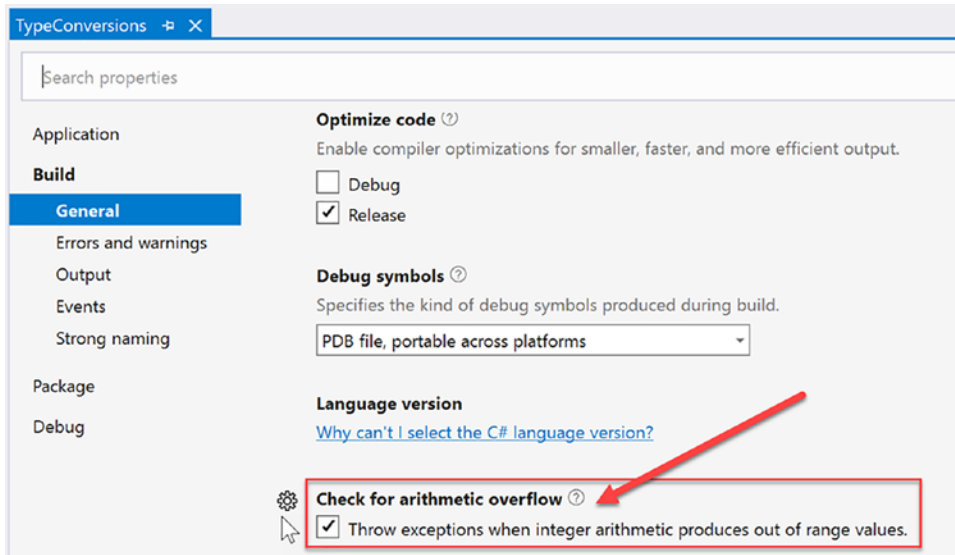 TypeConversions
Search properties
Application
Build
General
Errors and warnings
Output
Events
Strong naming
Package
Debug
Optimize code
Enable compiler optimizations for smaller, faster, and more efficient output.
Debug
Release
Debug symbols
Specifies the kind of debug symbols produced during build.
PDB file, portable across platforms
Language version
Why can't I select the C# language version?
Check for arithmetic overflow
Throw exceptions when integer arithmetic produces out of range values.